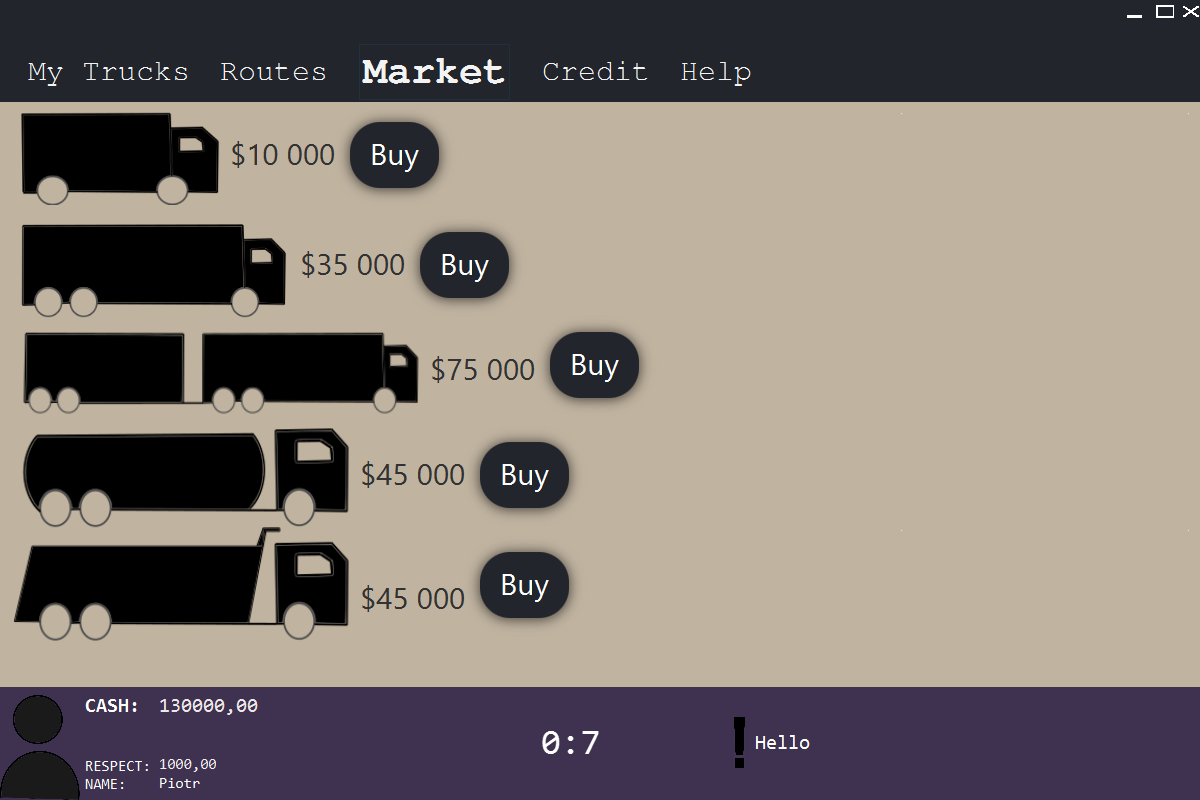 My Trucks Routes Market Credit Help
$10 000 Buy
$35 000 Buy
$75 000 Buy
$45 000 Buy
$45 000 Buy
CASH: 130000,00
0:7
! Hello
RESPECT: 1000,00
NAME: Piotr